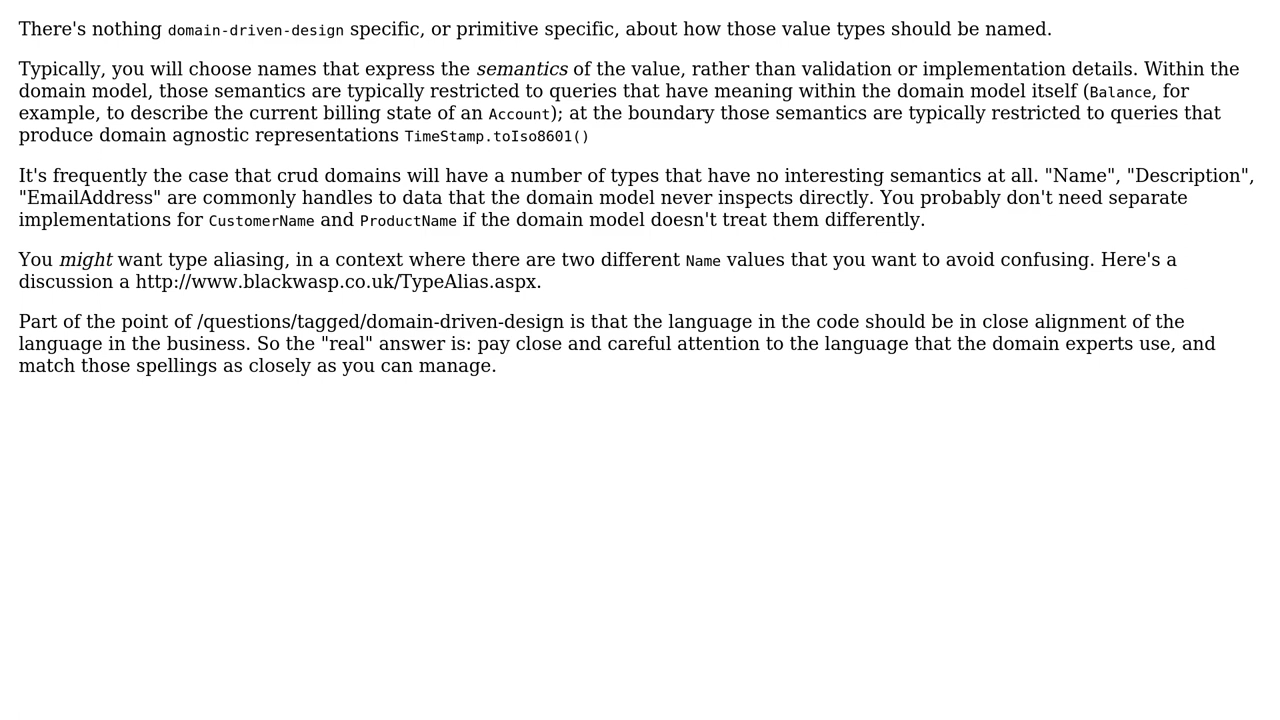 There's nothing domain-driven-design specific, or primitive specific, about how those value types should be named.
Typically, you will choose names that express the semantics of the value, rather than validation or implementation details. Within the
domain model, those semantics are typically restricted to queries that have meaning within the domain model itself (Balance, for
example, to describe the current billing state of an Account); at the boundary those semantics are typically restricted to queries that
produce domain agnostic representations TimeStamp.toIso8601()
It's frequently the case that crud domains will have a number of types that have no interesting semantics at all. "Name", "Description",
"EmailAddress" are commonly handles to data that the domain model never inspects directly. You probably don't need separate
implementations for CustomerName and ProductName if the domain model doesn't treat them differently.
You might want type aliasing, in a context where there are two different Name values that you want to avoid confusing. Here's a
discussion a http://www.blackwasp.co.uk/TypeAlias.aspx.
Part of the point of /questions/tagged/domain-driven-design is that the language in the code should be in close alignment of the
language in the business. So the "real" answer is: pay close and careful attention to the language that the domain experts use, and
match those spellings as closely as you can manage.